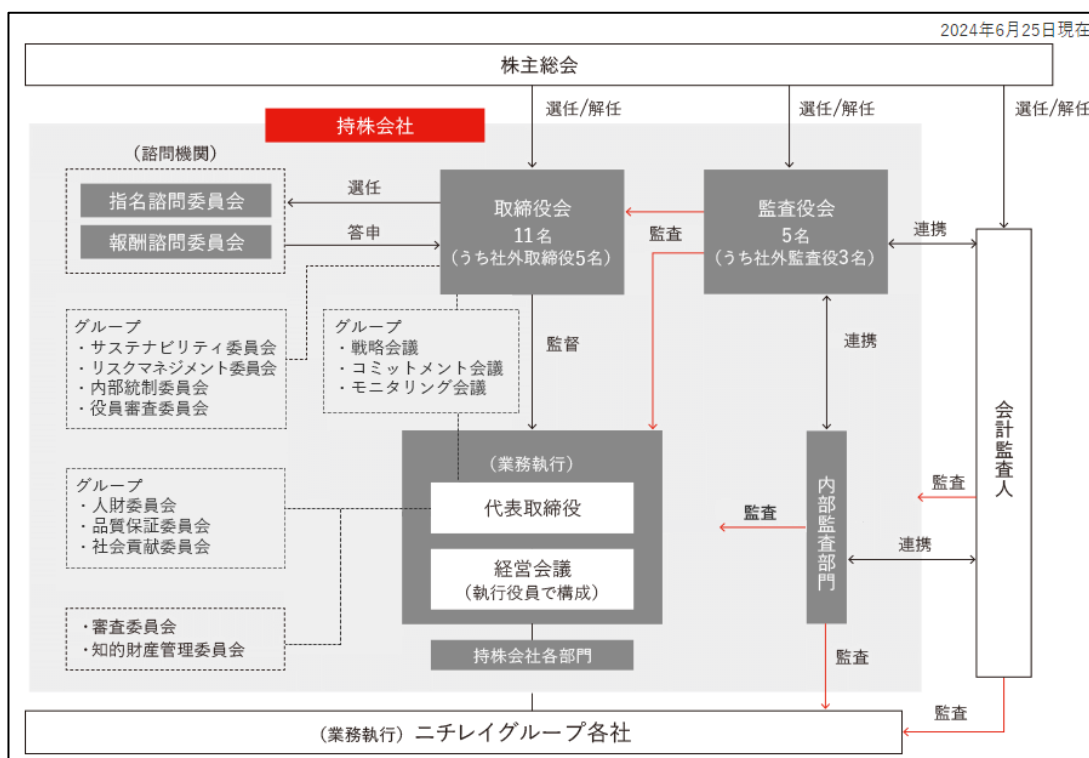 2024年6月25日現在
株主総会
選任/解任
選任/解任
選任/解任
持株会社
(諮問機関)
指名諮問委員会
報酬諮問委員会
選任
答申
取締役会
11名
(うち社外取締役5名)
監査
監査役会
5名
(うち社外監査役3名)
連携
グループ
・サステナビリティ委員会
・リスクマネジメント委員会
・内部統制委員会
・役員審査委員会
グループ
・戦略会議
・コミットメント会議
・モニタリング会議
監督
連携
会計監査人
(業務執行)
代表取締役
経営会議
(執行役員で構成)
持株会社各部門
グループ
・人財委員会
・品質保証委員会
・社会貢献委員会
・審査委員会
・知的財産管理委員会
監査
内部監査部門
監査
連携
監査
監査
(業務執行) ニチレイグループ各社